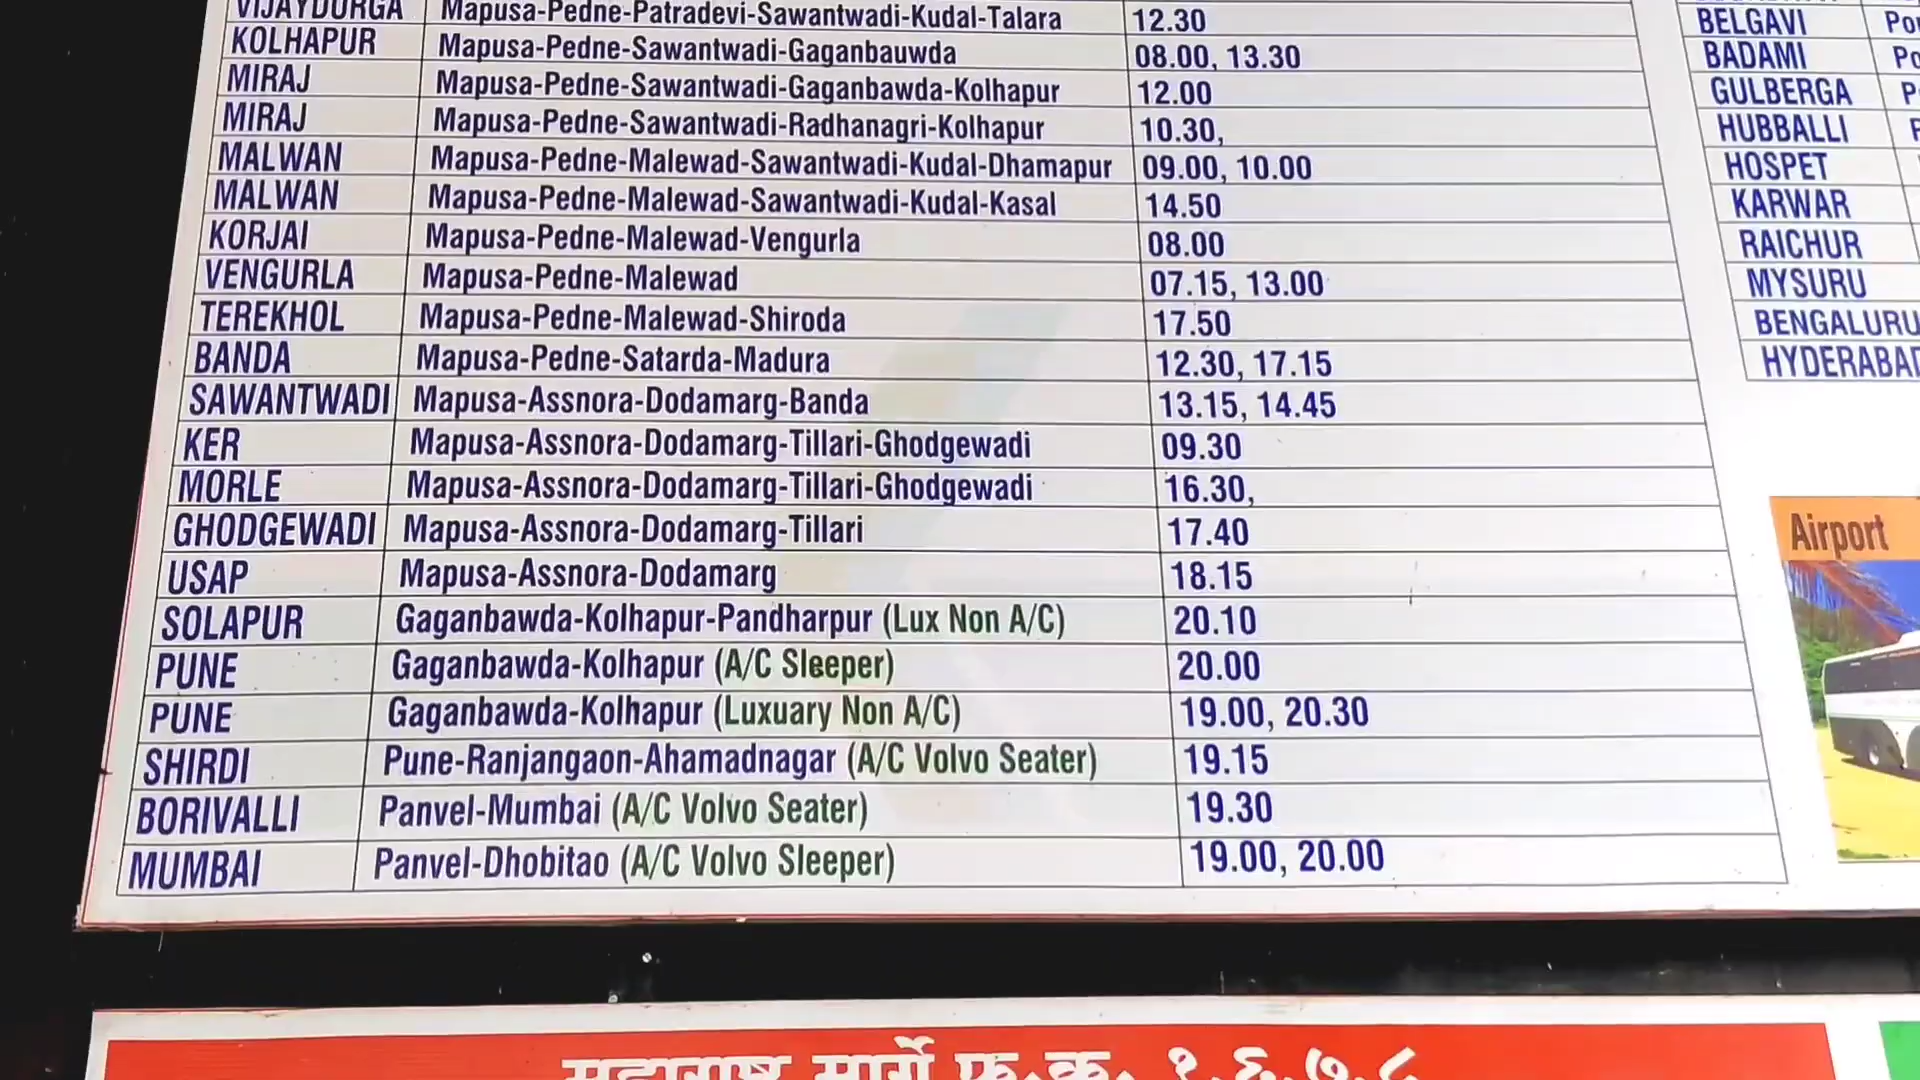 VIJAYDURGA Mapusa-Pedne-Patradevi-Sawantwadi-Kudal-Talara 12.30
KOLHAPUR Mapusa-Pedne-Sawantwadi-Gaganbauwda 08.00, 13.30
MIRAJ Mapusa-Pedne-Sawantwadi-Gaganbawda-Kolhapur 12.00
MIRAJ Mapusa-Pedne-Sawantwadi-Radhanagri-Kolhapur 10.30,
MALWAN Mapusa-Pedne-Malewad-Sawantwadi-Kudal-Dhamapur 09.00, 10.00
MALWAN Mapusa-Pedne-Malewad-Sawantwadi-Kudal-Kasal 14.50
KORJAI Mapusa-Pedne-Malewad-Vengurla 08.00
VENGURLA Mapusa-Pedne-Malewad 07.15, 13.00
TEREKHOL Mapusa-Pedne-Malewad-Shiroda 17.50
BANDA Mapusa-Pedne-Satarda-Madura 12.30, 17.15
SAWANTWADI Mapusa-Assnora-Dodamarg-Banda 13.15, 14.45
KER Mapusa-Assnora-Dodamarg-Tillari-Ghodgewadi 09.30
MORLE Mapusa-Assnora-Dodamarg-Tillari-Ghodgewadi 16.30,
GHODGEWADI Mapusa-Assnora-Dodamarg-Tillari 17.40
USAP Mapusa-Assnora-Dodamarg 18.15
SOLAPUR Gaganbawda-Kolhapur-Pandharpur (Lux Non A/C) 20.10
PUNE Gaganbawda-Kolhapur (A/C Sleeper) 20.00
PUNE Gaganbawda-Kolhapur (Luxuary Non A/C) 19.00, 20.30
SHIRDI Pune-Ranjangaon-Ahamadnagar (A/C Volvo Seater) 19.15
BORIVALLI Panvel-Mumbai (A/C Volvo Seater) 19.30
MUMBAI Panvel-Dhobitao (A/C Volvo Sleeper) 19.00, 20.00
BELGAVI
BADAMI
GULBERGA
HUBBALLI
HOSPET
KARWAR
RAICHUR
MYSURU
BENGALURU
HYDERABAD
Airport
महाराष्ट्र मार्गे फ.क्र. १.६.७.८